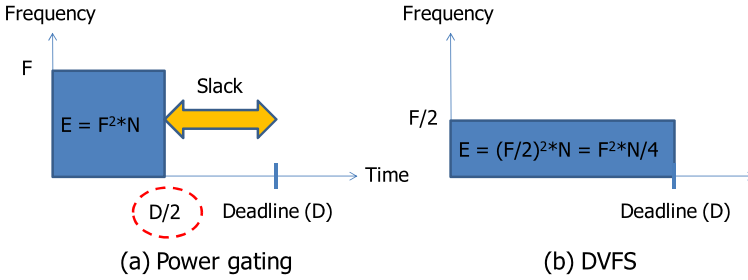 Frequency
F
Slack
E = F²*N
Time
D/2
Deadline (D)
(a) Power gating
Frequency
F/2
E = (F/2)²*N = F²*N/4
Deadline (D)
(b) DVFS